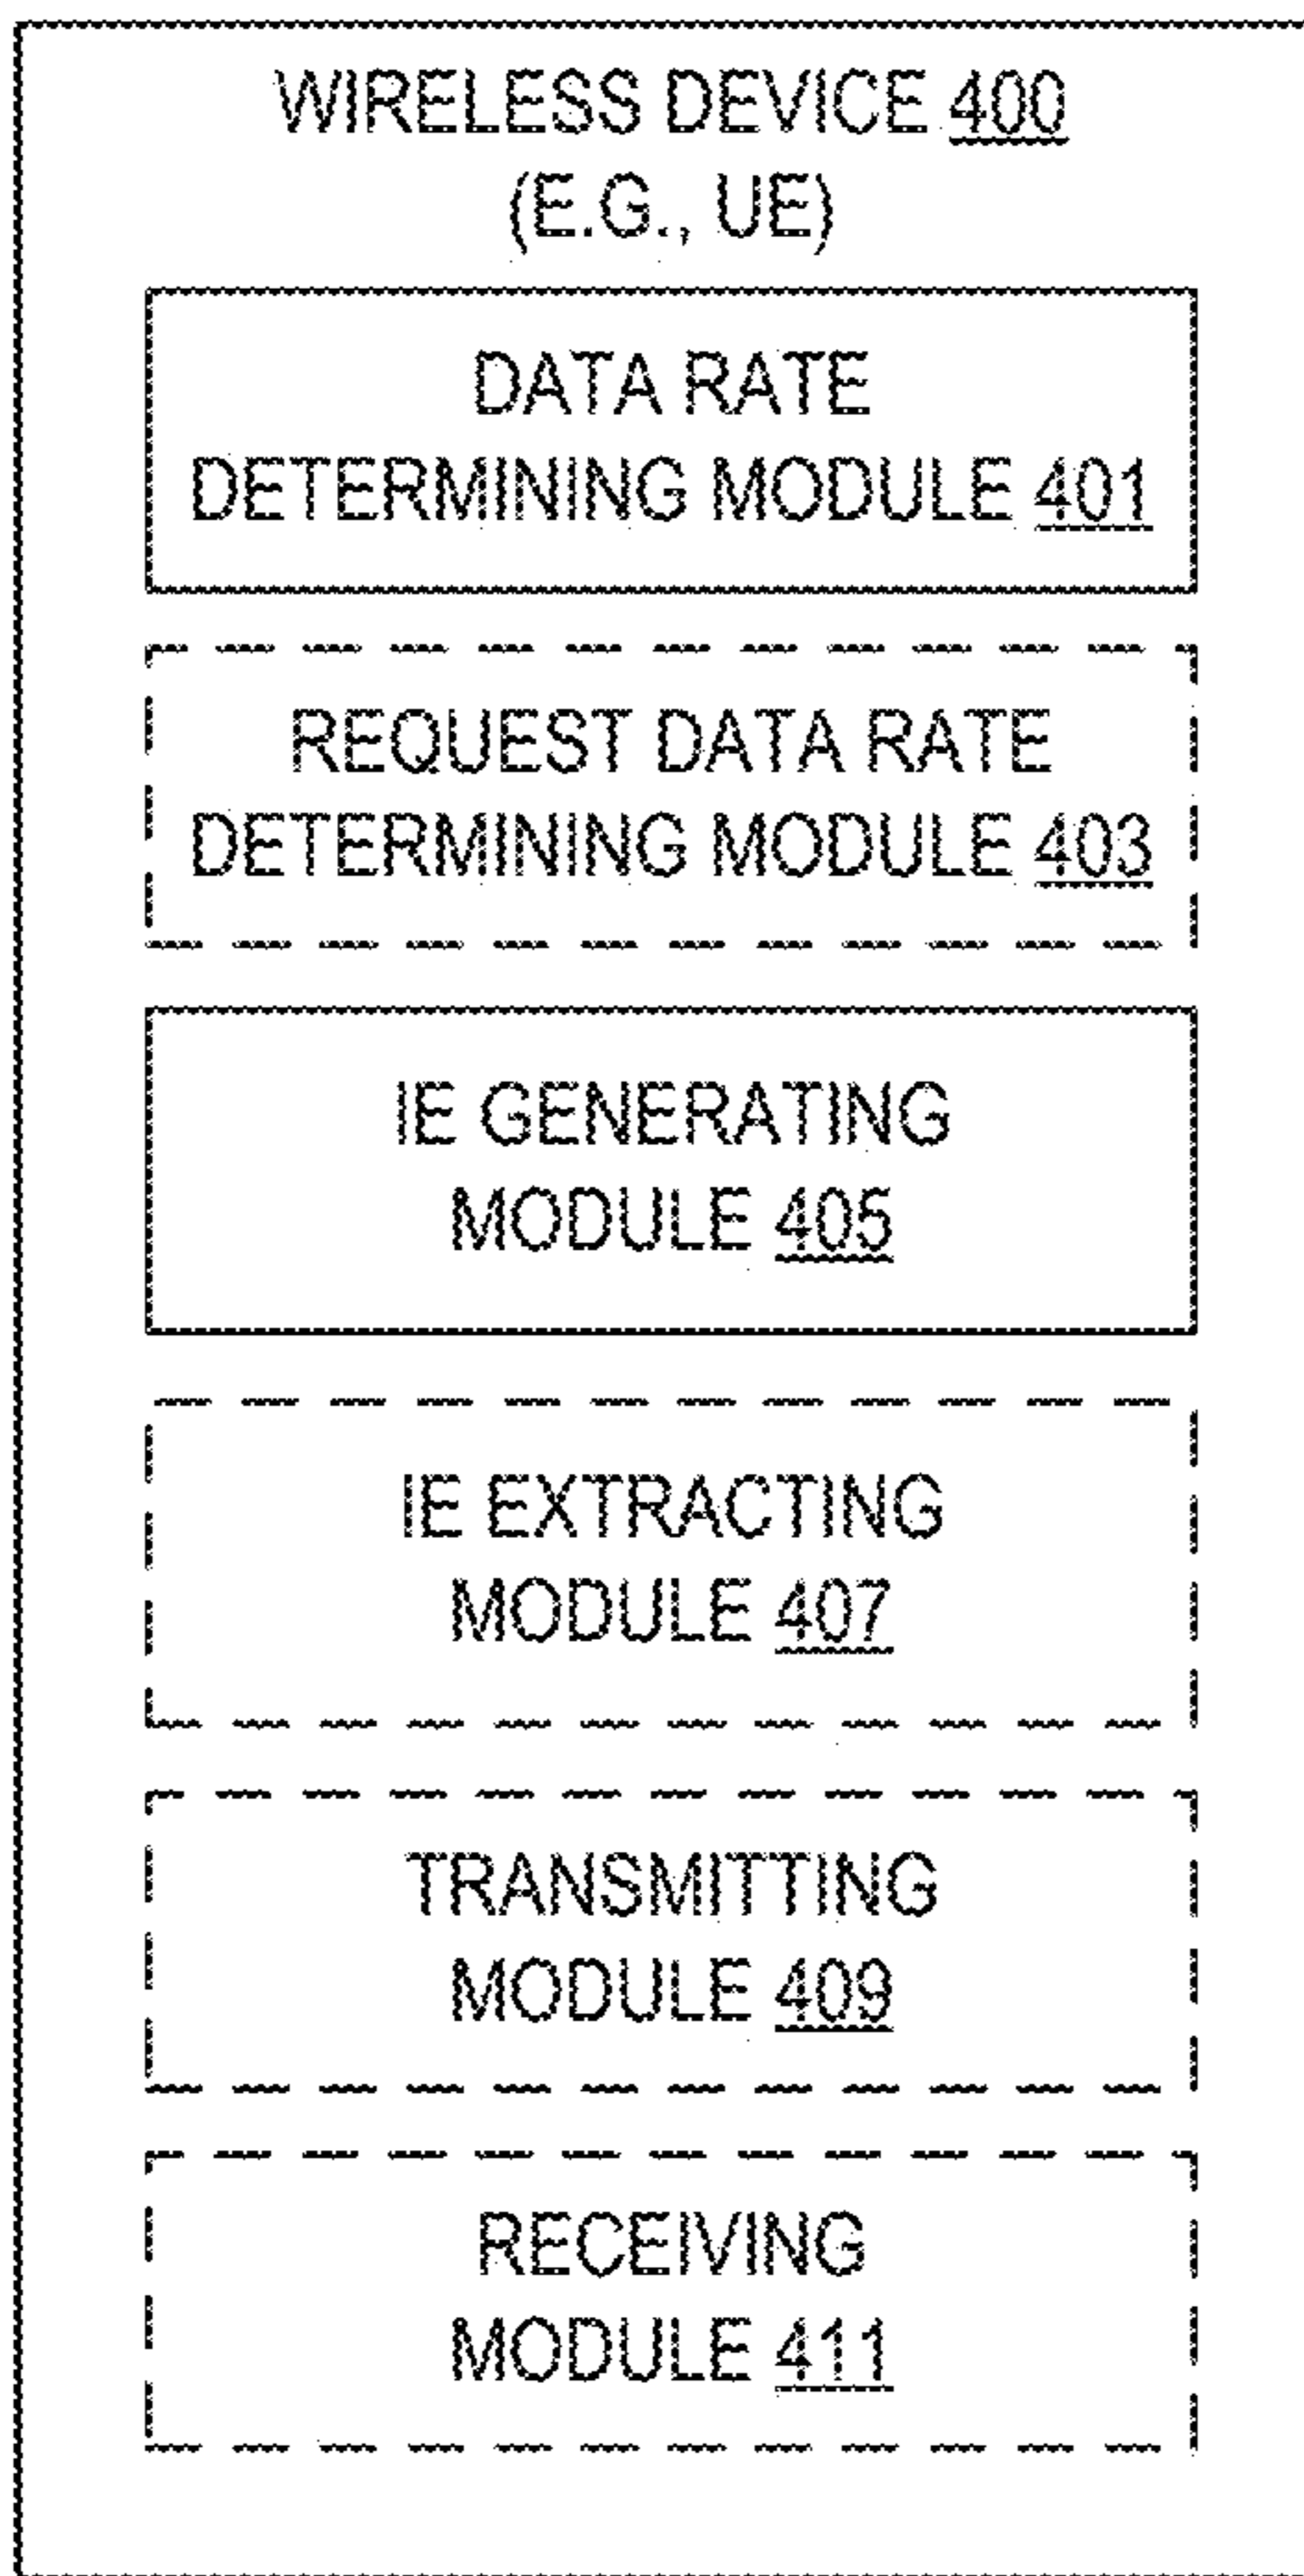 WIRELESS DEVICE 400
(E.G., UE)
DATA RATE
DETERMINING MODULE 401
REQUEST DATA RATE
DETERMINING MODULE 403
IE GENERATING
MODULE 405
IE EXTRACTING
MODULE 407
TRANSMITTING
MODULE 409
RECEIVING
MODULE 411